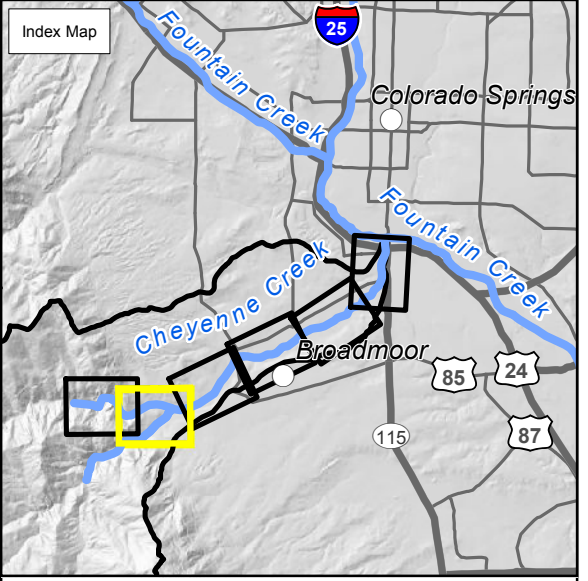 Index Map
25
Fountain Creek
Colorado Springs
Fountain Creek
Cheyenne Creek
Broadmoor
85
24
115
87